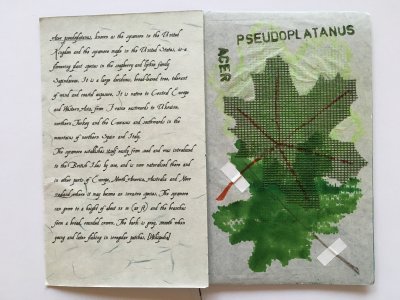 Acer pseudoplatanus, known as the sycamore in the United
Kingdom and the sycamore maple in the United States, is a
flowering plant species in the soapberry and lychee family
Sapindaceae. It is a large deciduous, broad-leaved tree, tolerant
of wind and coastal exposure. It is native to Central Europe
and Western Asia, from France eastwards to Ukraine,
northern Turkey and the Caucasus and southwards in the
mountains of northern Spain and Italy.
The sycamore establishes itself easily from seed and was introduced
to the British Isles by 1500, and is now naturalised there and
in other parts of Europe, North America, Australia and New
Zealand where it may become an invasive species. The sycamore
can grow to a height of about 35 m (115 ft) and the branches
form a broad, rounded crown. The bark is grey, smooth when
young and later flaking in irregular patches. [Wikipedia]
PSEUDOPLATANUS
ACER